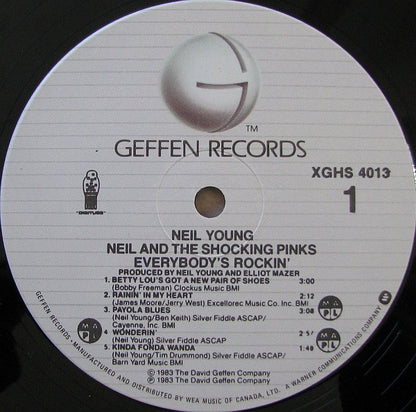 TM
GEFFEN RECORDS
XGHS 4013
1
"DIGITUBE"
NEIL YOUNG
NEIL AND THE SHOCKING PINKS
EVERYBODY'S ROCKIN'
PRODUCED BY NEIL YOUNG AND ELLIOT MAZER
1. BETTY LOU'S GOT A NEW PAIR OF SHOES 3:00
(Bobby Freeman) Clockus Music BMI
2. RAININ' IN MY HEART 2:12
(James Moore/Jerry West) Excellorec Music Co. Inc. BMI
3. PAYOLA BLUES 3:08
(Neil Young/Ben Keith) Silver Fiddle ASCAP/
Cayenne, Inc. BMI
4. WONDERIN'
(Neil Young) Silver Fiddle ASCAP
5. KINDA FONDA WANDA 1:48
(Neil Young/Tim Drummond) Silver Fiddle ASCAP/
Barn Yard Music BMI
M A
P L
M A
P L
M A
P L
© 1983 The David Geffen Company
℗ 1983 The David Geffen Company
GEFFEN RECORDS • MANUFACTURED AND DISTRIBUTED BY WEA MUSIC OF CANADA, LTD. A WARNER COMMUNICATIONS COMPANY